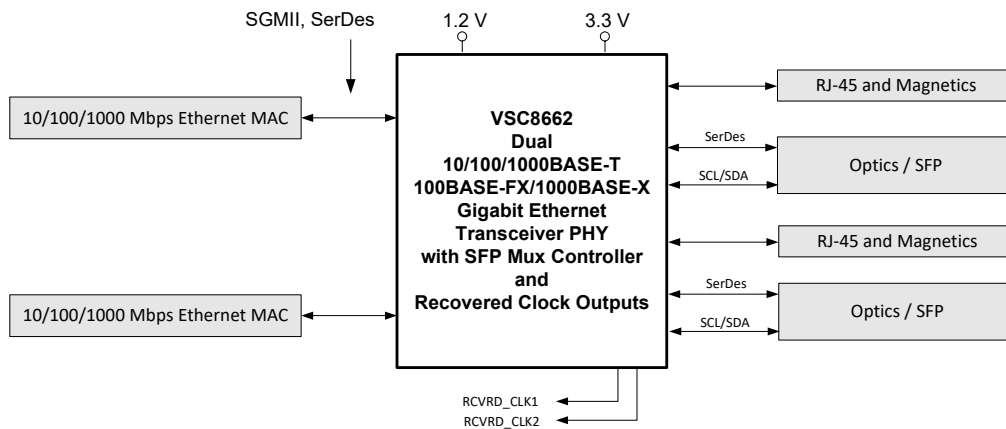 SGMII, SerDes
1.2 V
3.3 V
10/100/1000 Mbps Ethernet MAC
10/100/1000 Mbps Ethernet MAC
VSC8662
Dual
10/100/1000BASE-T
100BASE-FX/1000BASE-X
Gigabit Ethernet
Transceiver PHY
with SFP Mux Controller
and
Recovered Clock Outputs
RJ-45 and Magnetics
SerDes
Optics / SFP
SCL/SDA
RJ-45 and Magnetics
SerDes
Optics / SFP
SCL/SDA
RCVRD_CLK1
RCVRD_CLK2